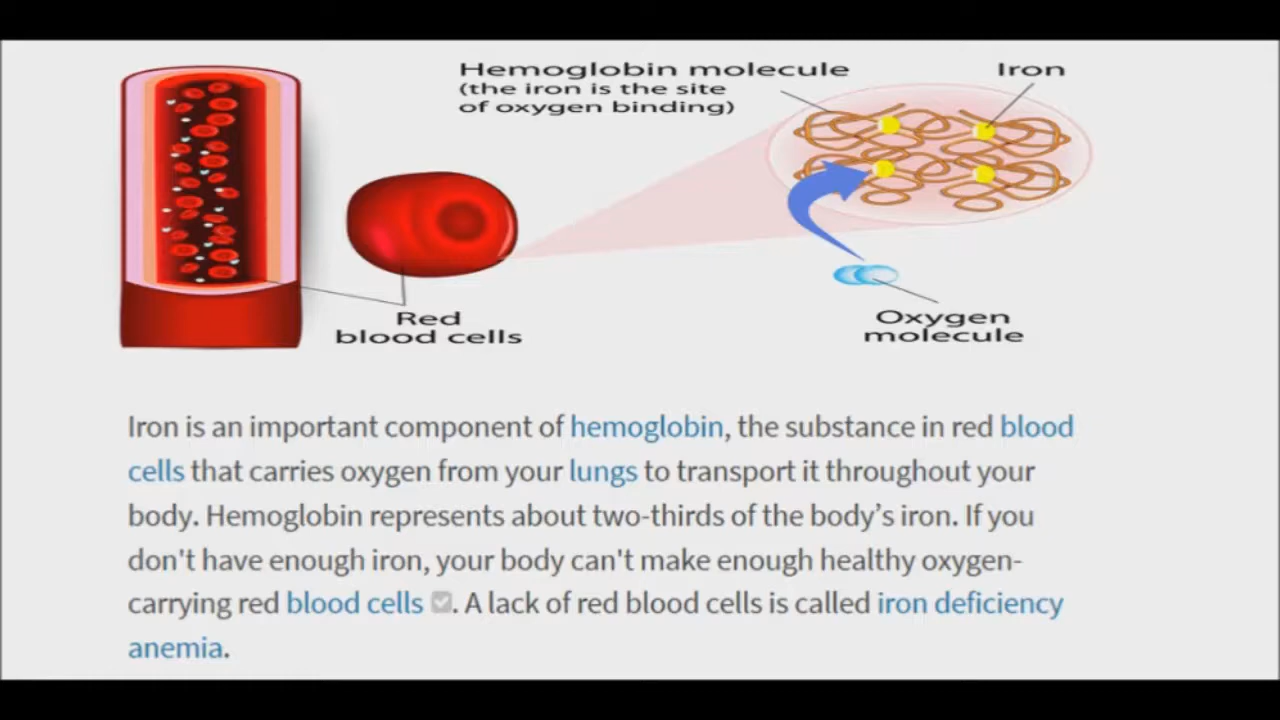 Hemoglobin molecule
(the iron is the site
of oxygen binding)
Iron
Red
blood cells
Oxygen
molecule
Iron is an important component of hemoglobin, the substance in red blood
cells that carries oxygen from your lungs to transport it throughout your
body. Hemoglobin represents about two-thirds of the body’s iron. If you
don't have enough iron, your body can't make enough healthy oxygen-
carrying red blood cells. A lack of red blood cells is called iron deficiency
anemia.